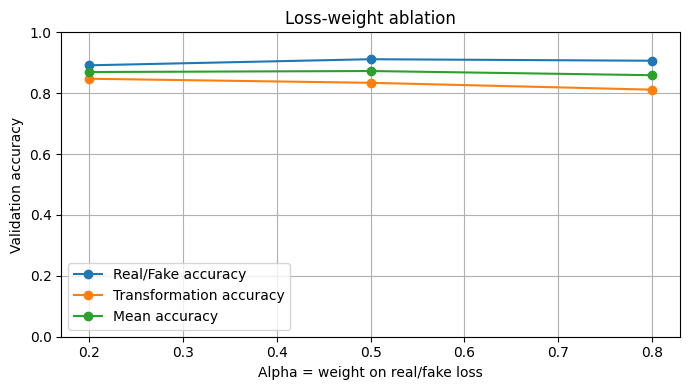 Loss-weight ablation
Validation accuracy
1.0
0.8
0.6
0.4
0.2
0.0
Real/Fake accuracy
Transformation accuracy
Mean accuracy
0.2 0.3 0.4 0.5 0.6 0.7 0.8
Alpha = weight on real/fake loss